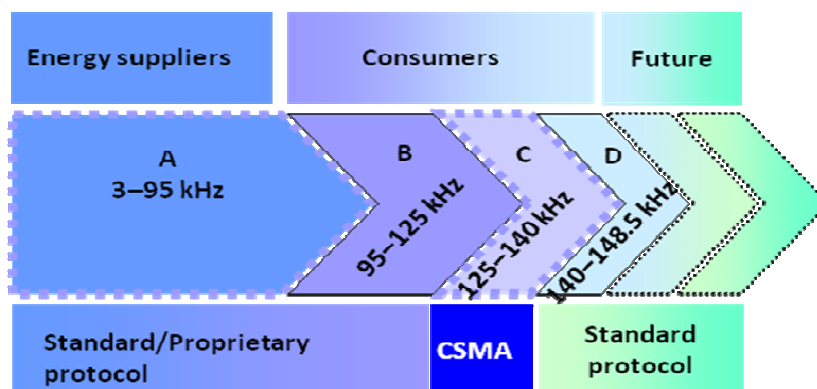 Energy suppliers
Consumers
Future
A
3–95 kHz
B
95–125 kHz
C
125–140 kHz
D
140–148.5 kHz
Standard/Proprietary
protocol
CSMA
Standard
protocol